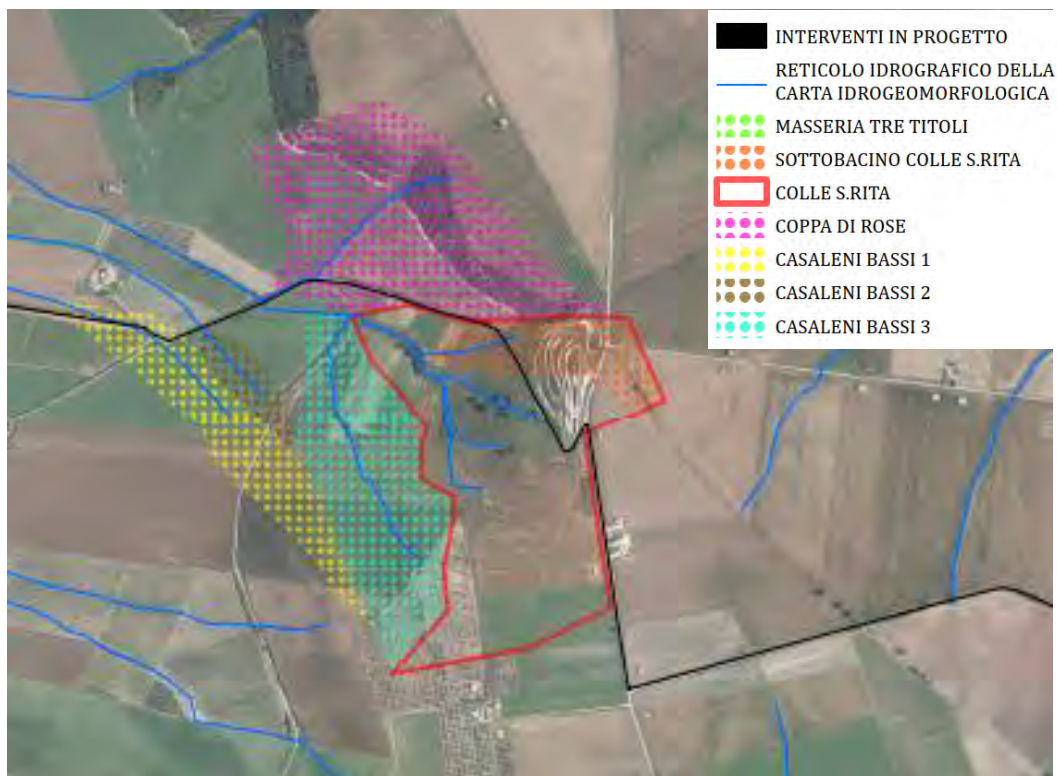 INTERVENTI IN PROGETTO
RETICOLO IDROGRAFICO DELLA
CARTA IDROGEOMORFOLOGICA
MASSERIA TRE TITOLI
SOTTOBACINO COLLE S.RITA
COLLE S.RITA
COPPA DI ROSE
CASALENI BASSI 1
CASALENI BASSI 2
CASALENI BASSI 3